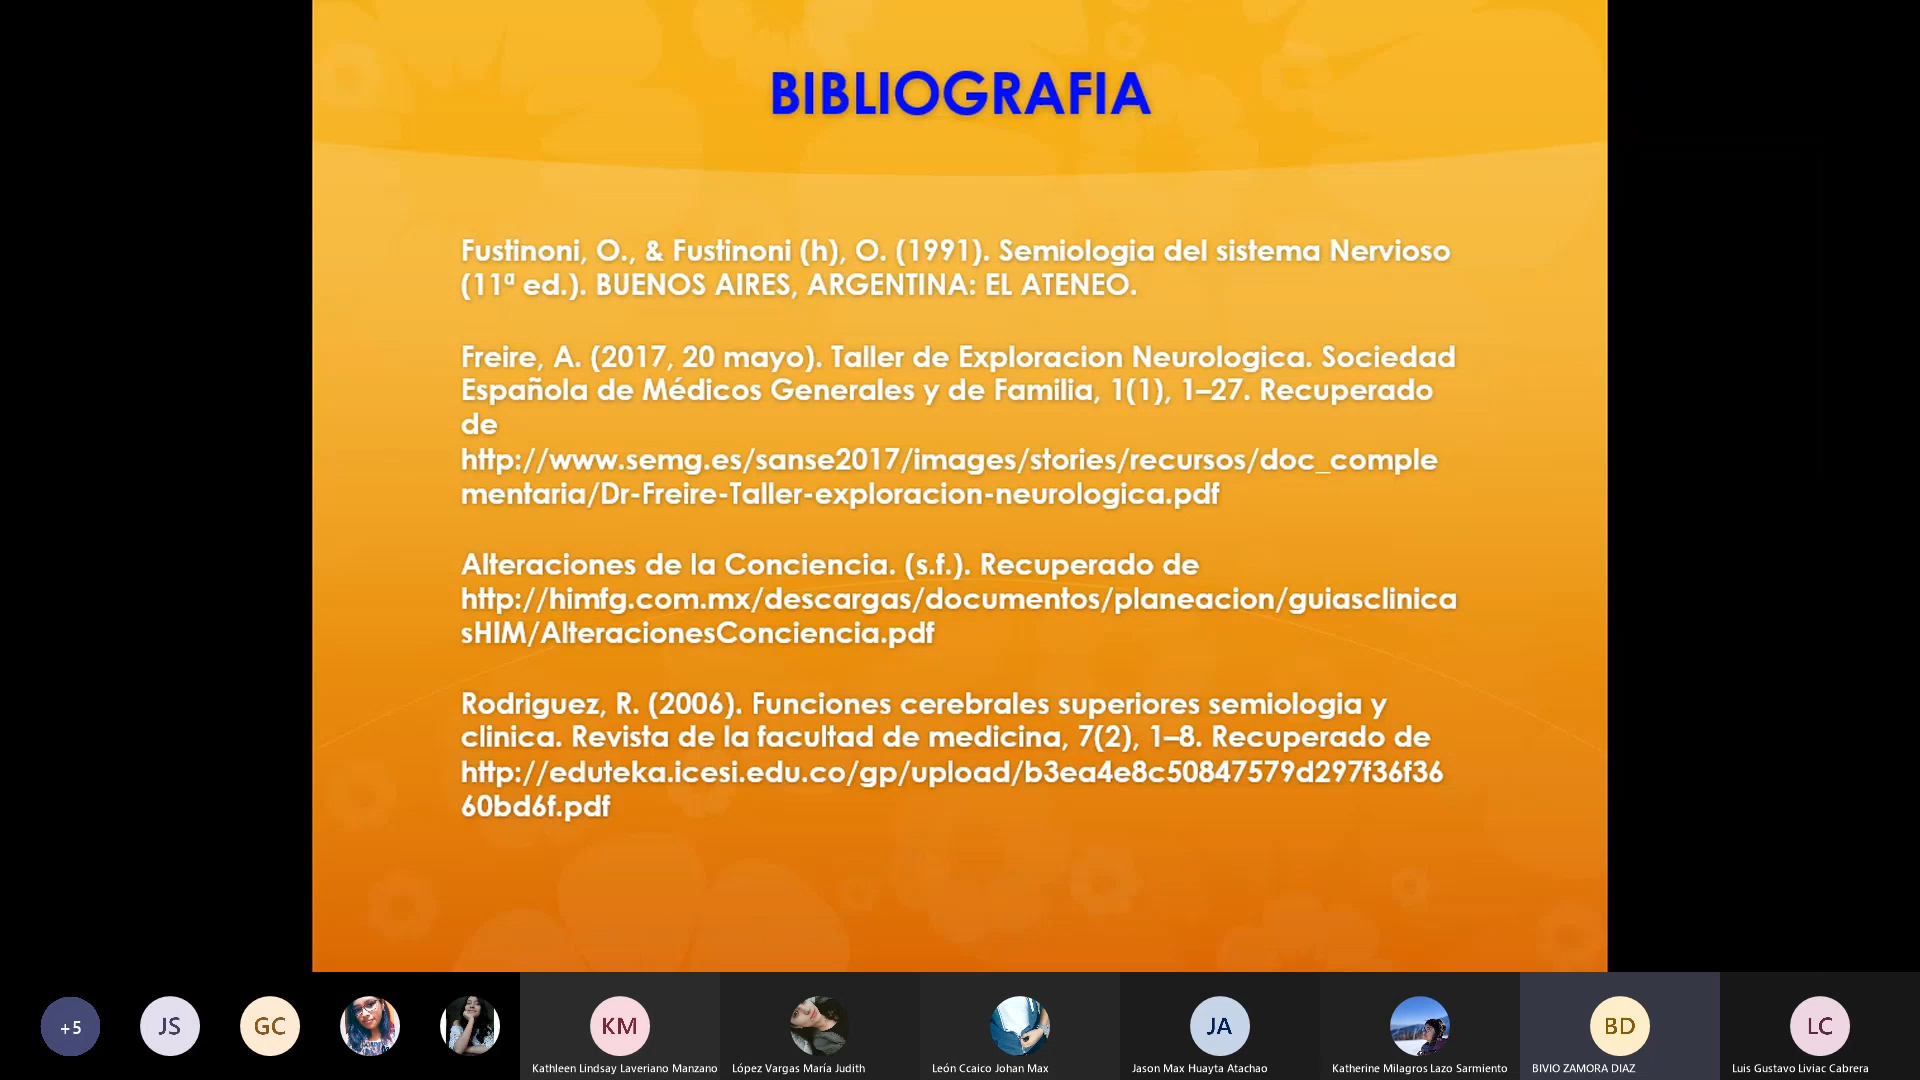 BIBLIOGRAFIA
Fustinoni, O., & Fustinoni (h), O. (1991). Semiologia del sistema Nervioso
(11ª ed.). BUENOS AIRES, ARGENTINA: EL ATENEO.
Freire, A. (2017, 20 mayo). Taller de Exploracion Neurologica. Sociedad
Española de Médicos Generales y de Familia, 1(1), 1–27. Recuperado
de
http://www.semg.es/sanse2017/images/stories/recursos/doc_comple
mentaria/Dr-Freire-Taller-exploracion-neurologica.pdf
Alteraciones de la Conciencia. (s.f.). Recuperado de
http://himfg.com.mx/descargas/documentos/planeacion/guiasclinica
sHIM/AlteracionesConciencia.pdf
Rodriguez, R. (2006). Funciones cerebrales superiores semiologia y
clinica. Revista de la facultad de medicina, 7(2), 1–8. Recuperado de
http://eduteka.icesi.edu.co/gp/upload/b3ea4e8c50847579d297f36f36
60bd6f.pdf
+5
JS
GC
KM
JA
BD
LC
Kathleen Lindsay Laveriano Manzano
López Vargas María Judith
León Ccaico Johan Max
Jason Max Huayta Atachao
Katherine Milagros Lazo Sarmiento
BIVIO ZAMORA DIAZ
Luis Gustavo Liviac Cabrera